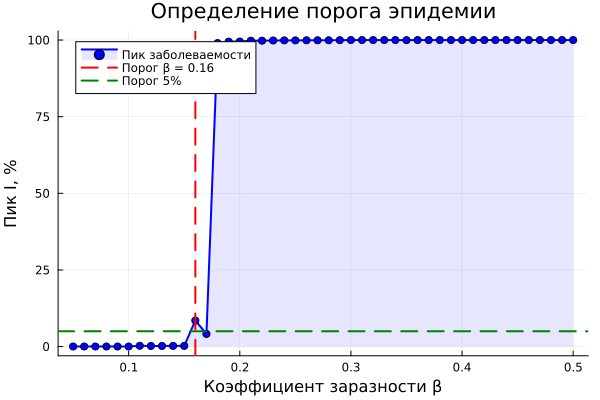 Определение порога эпидемии
Пик заболеваемости
Порог β = 0.16
Порог 5%
Пик I, %
100
75
50
25
0
0.1
0.2
0.3
0.4
0.5
Коэффициент заразности β